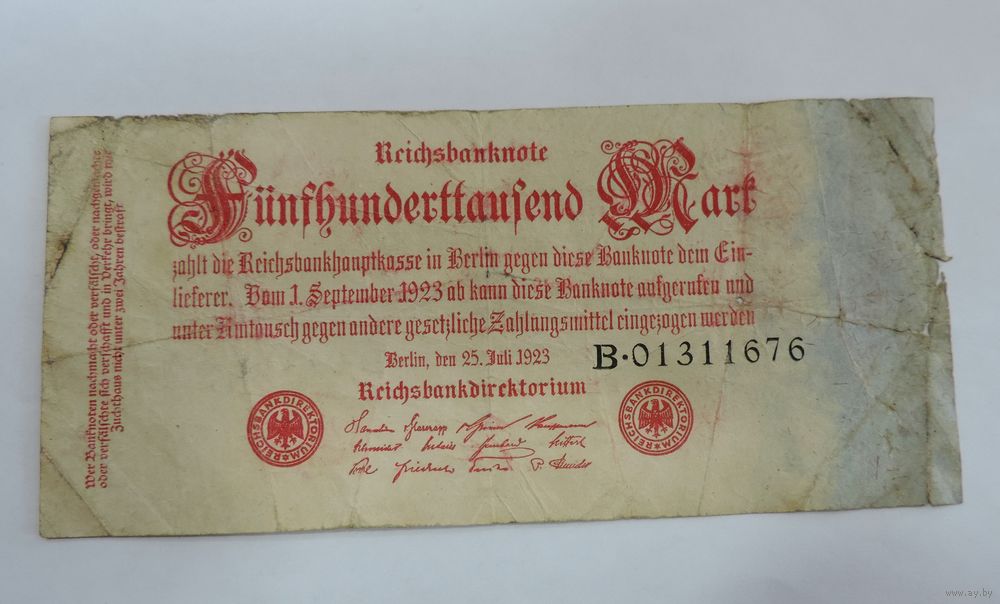 Reichsbanknote
Fünfhunderttausend Mark
zahlt die Reichsbankhauptkasse in Berlin gegen diese Banknote dem Ein-
lieferer. Vom 1. September 1923 ab kann diese Banknote aufgerufen und
unter Umtausch gegen andere gesetzliche Zahlungsmittel eingezogen werden
Berlin, den 25. Juli 1923
B·01311676
Reichsbankdirektorium
REICHSBANKDIREKTORIUM
REICHSBANKDIREKTORIUM
Wer Banknoten nachmacht oder verfälscht, oder nachgemachte
oder verfälschte sich verschafft und in Verkehr bringt, wird mit
Zuchthaus nicht unter zwei Jahren bestraft
www.ay.by